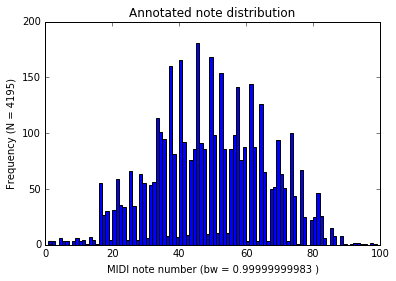 Annotated note distribution
200
150
100
50
0
Frequency (N = 4195)
0 20 40 60 80 100
MIDI note number (bw = 0.99999999983 )